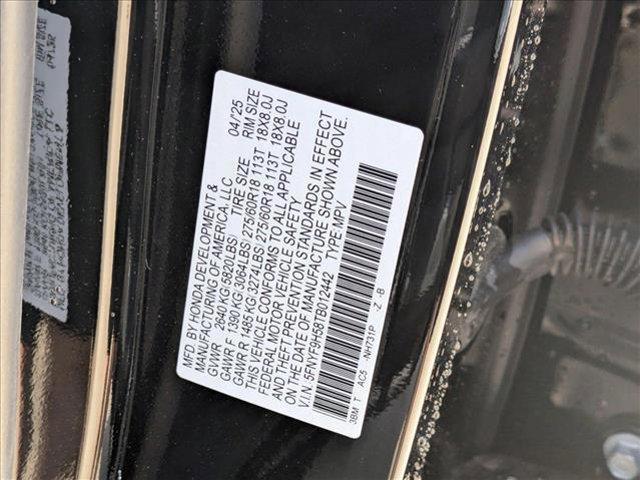 MFD. BY HONDA DEVELOPMENT & 04/'25
MANUFACTURING OF AMERICA, LLC
GVWR 2640 KG(5820LBS) TIRE SIZE RIM SIZE
GAWR F 1390 KG(3064LBS) 275/60R18 113T 18X8.0J
GAWR R 1485 KG(3274LBS) 275/60R18 113T 18X8.0J
THIS VEHICLE CONFORMS TO ALL APPLICABLE
FEDERAL MOTOR VEHICLE SAFETY
AND THEFT PREVENTION STANDARDS IN EFFECT
ON THE DATE OF MANUFACTURE SHOWN ABOVE.
V.I.N. 5FNYF9H58TB012442 TYPE:MPV
3BM T AC5 -NH731P -Z -B